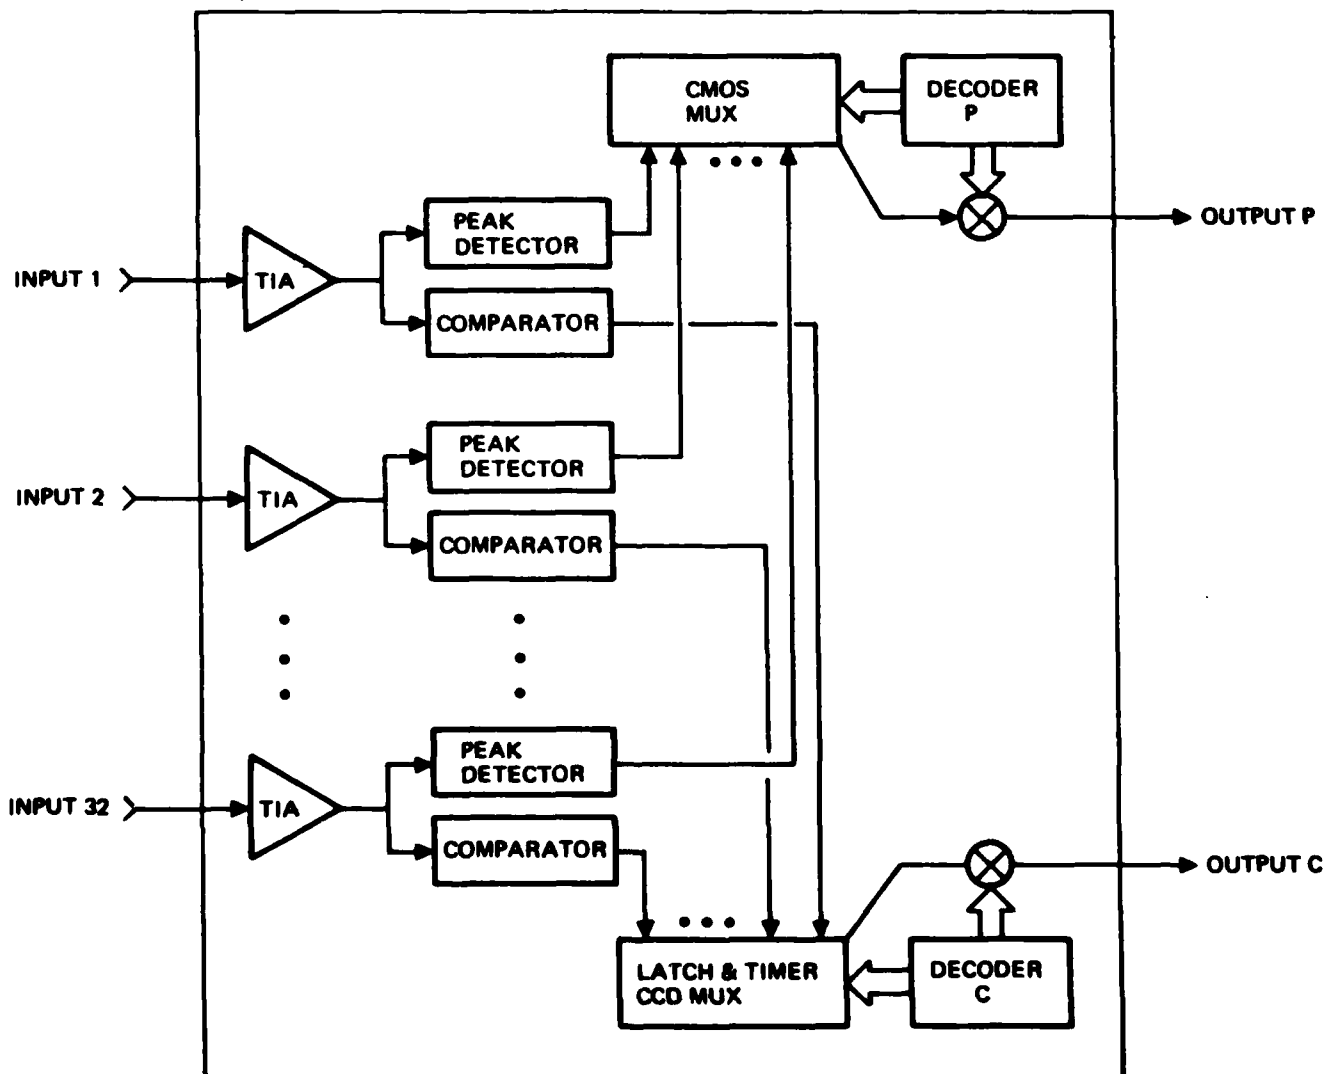 CMOS
MUX
DECODER
P
OUTPUT P
PEAK
DETECTOR
INPUT 1
TIA
COMPARATOR
PEAK
DETECTOR
INPUT 2
TIA
COMPARATOR
PEAK
DETECTOR
INPUT 32
TIA
COMPARATOR
OUTPUT C
LATCH & TIMER
CCD MUX
DECODER
C